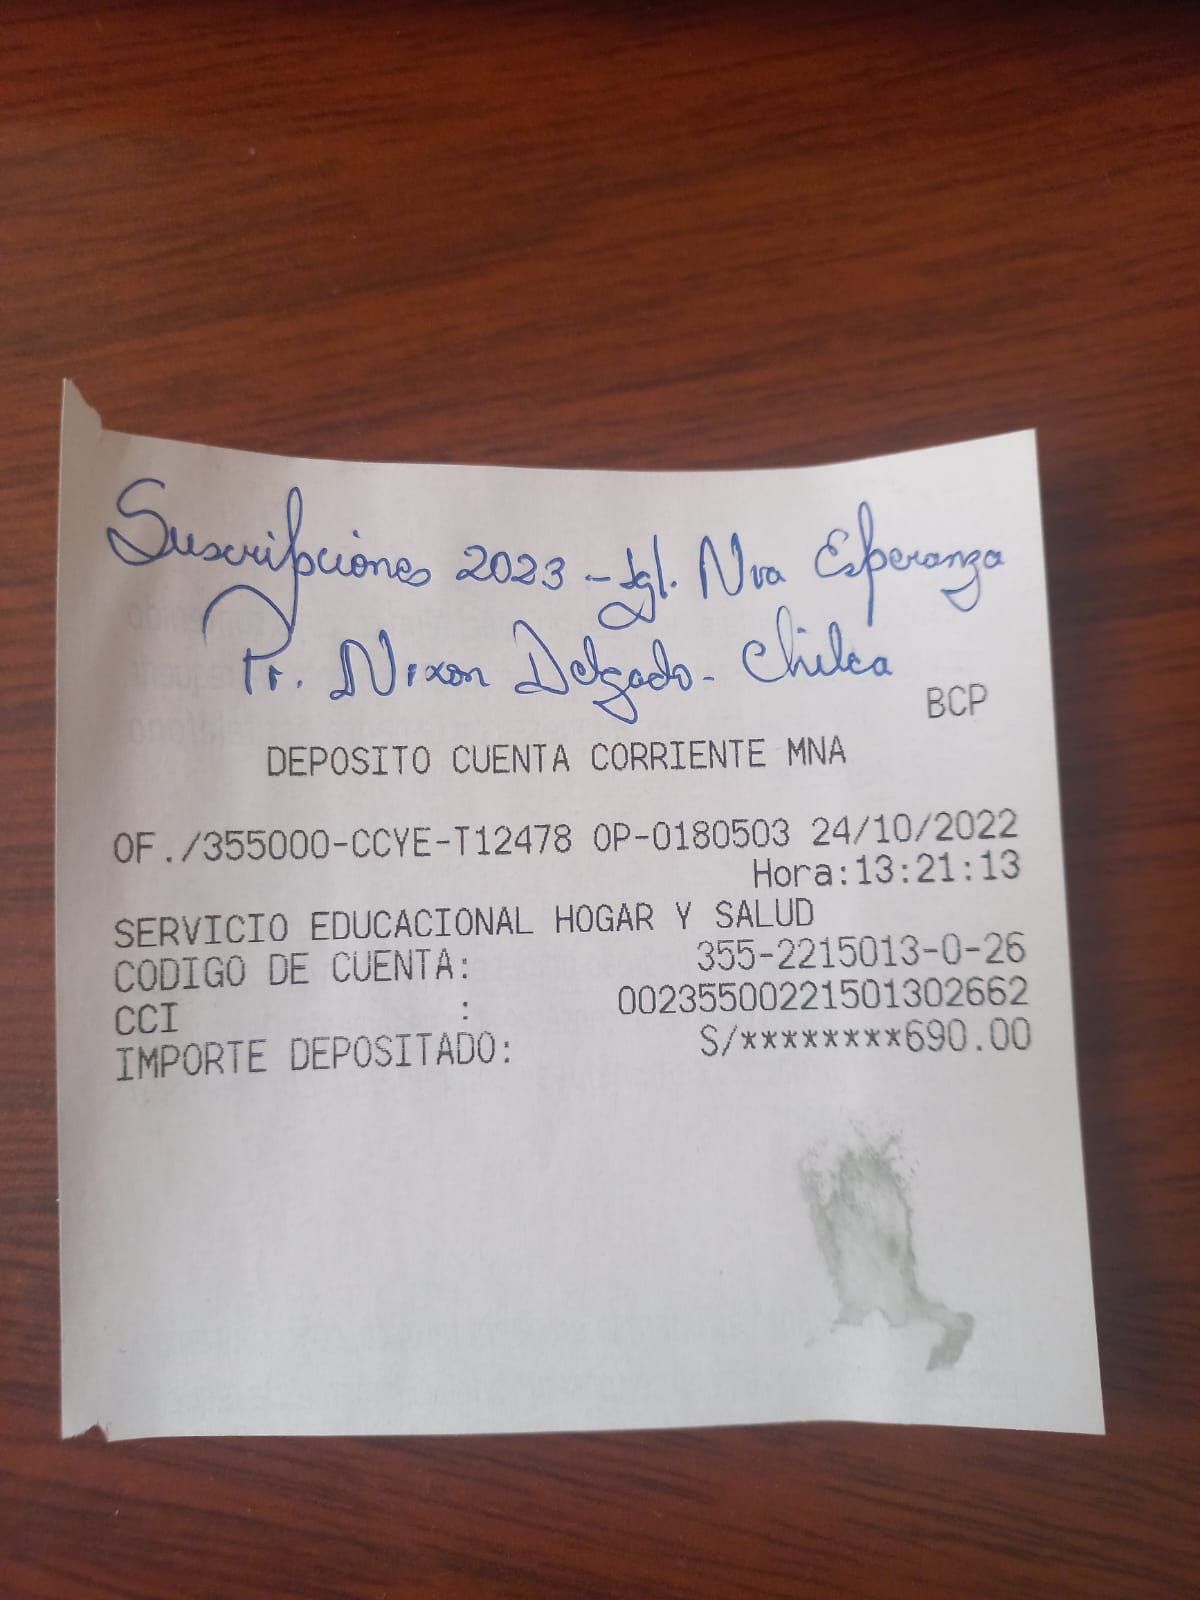 Suscripciones 2023 - Igl. Nva Esperanza
Pr. Nixon Delgado - Chilca
BCP
DEPOSITO CUENTA CORRIENTE MNA
OF./355000-CCYE-T12478 OP-0180503 24/10/2022
Hora:13:21:13
SERVICIO EDUCACIONAL HOGAR Y SALUD
CODIGO DE CUENTA: 355-2215013-0-26
CCI : 00235500221501302662
IMPORTE DEPOSITADO: S/********690.00